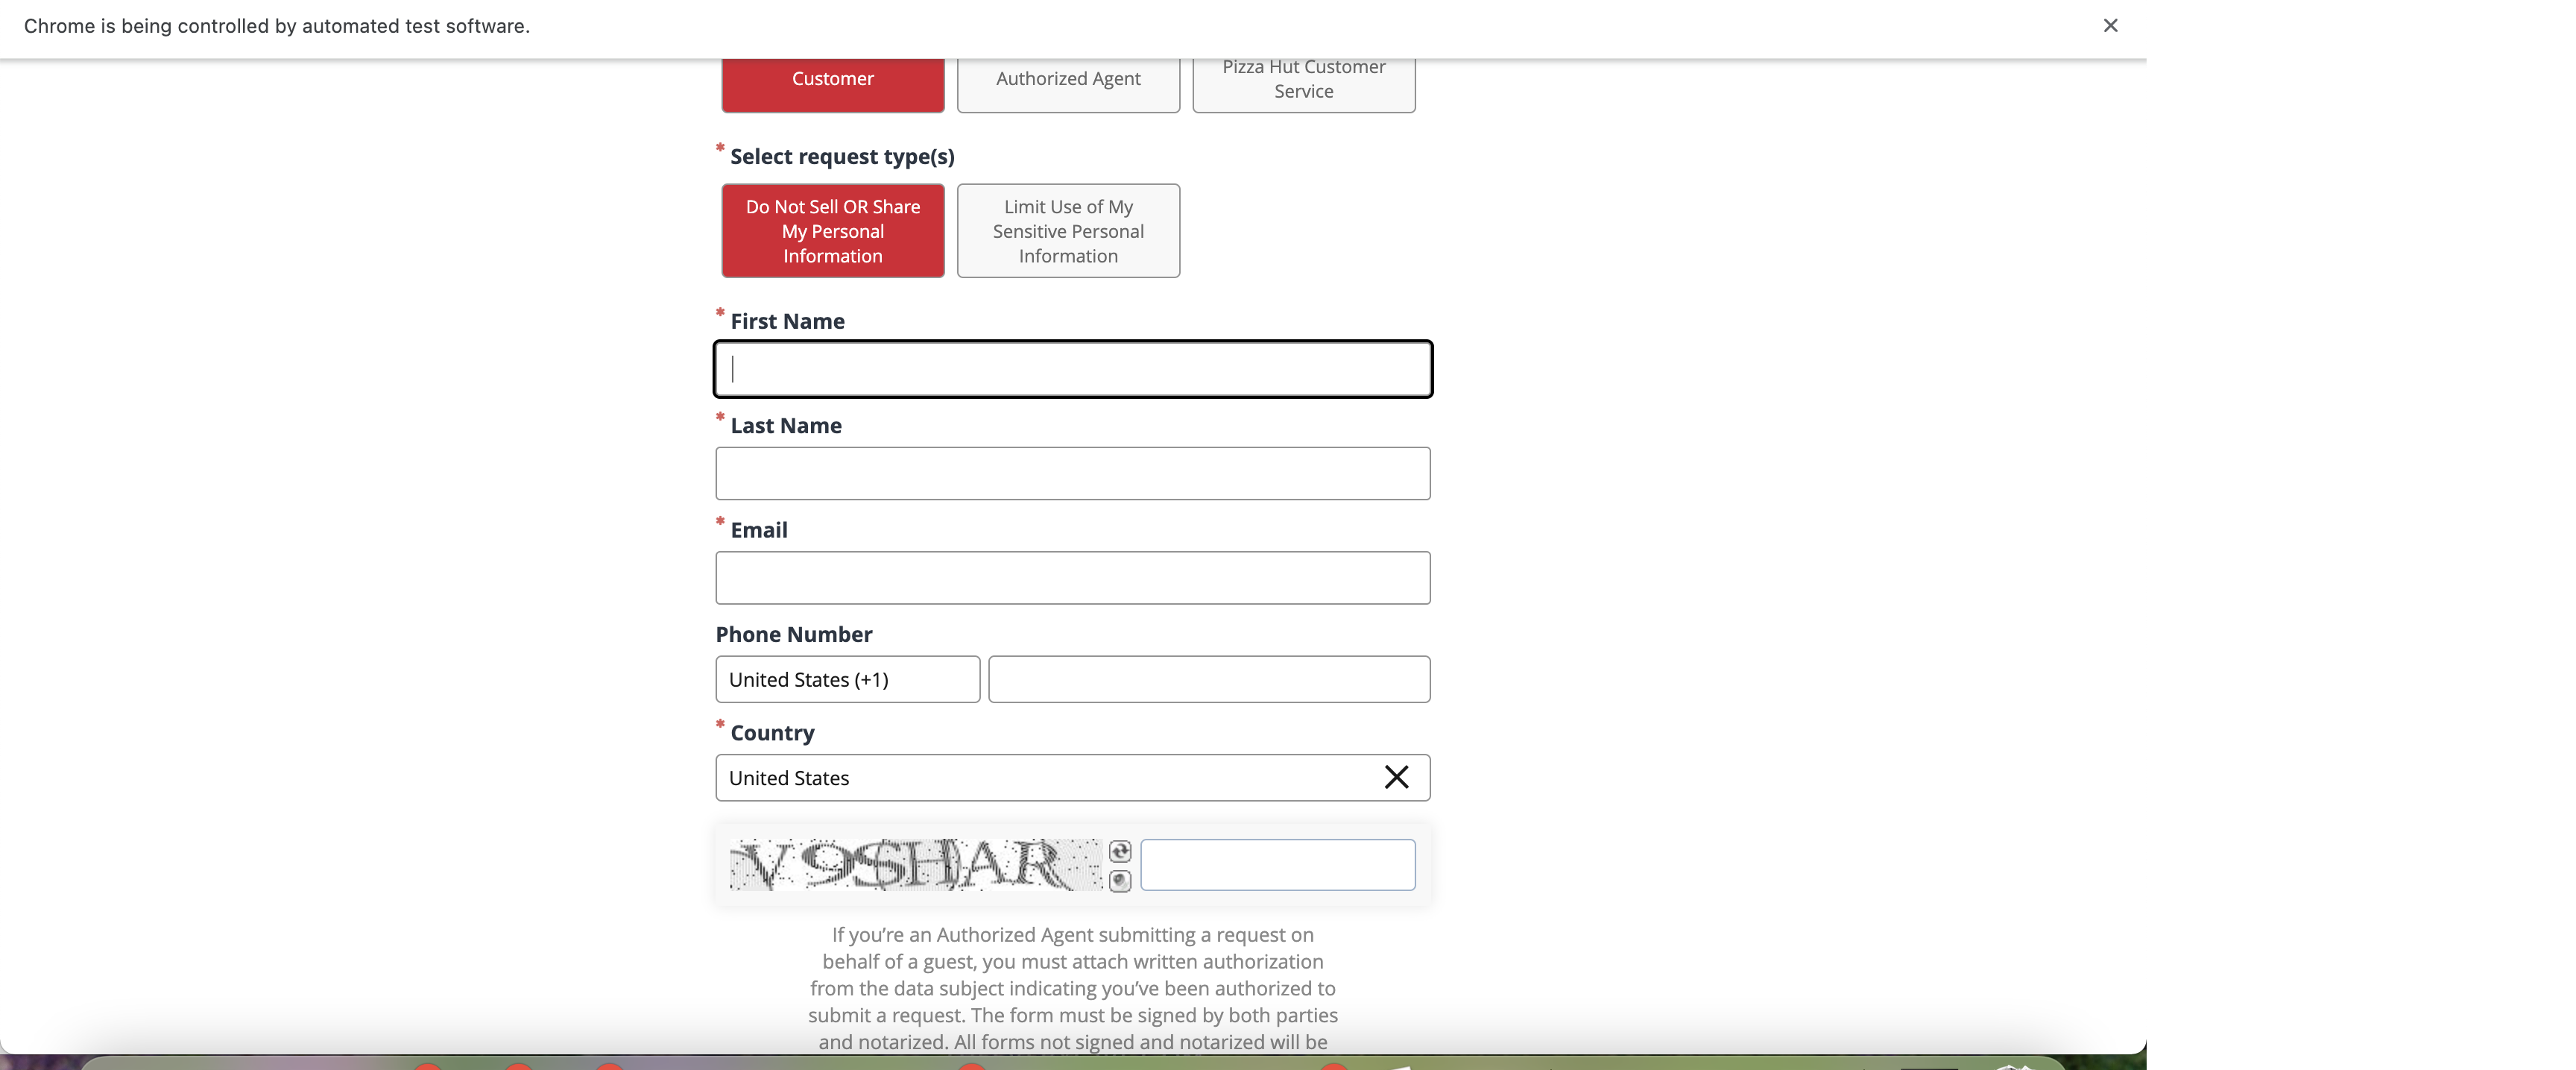 Chrome is being controlled by automated test software.
Customer
Authorized Agent
Pizza Hut Customer
Service
* Select request type(s)
Do Not Sell OR Share
My Personal
Information
Limit Use of My
Sensitive Personal
Information
* First Name
* Last Name
* Email
Phone Number
United States (+1)
* Country
United States
V9SHAR
If you’re an Authorized Agent submitting a request on
behalf of a guest, you must attach written authorization
from the data subject indicating you’ve been authorized to
submit a request. The form must be signed by both parties
and notarized. All forms not signed and notarized will be